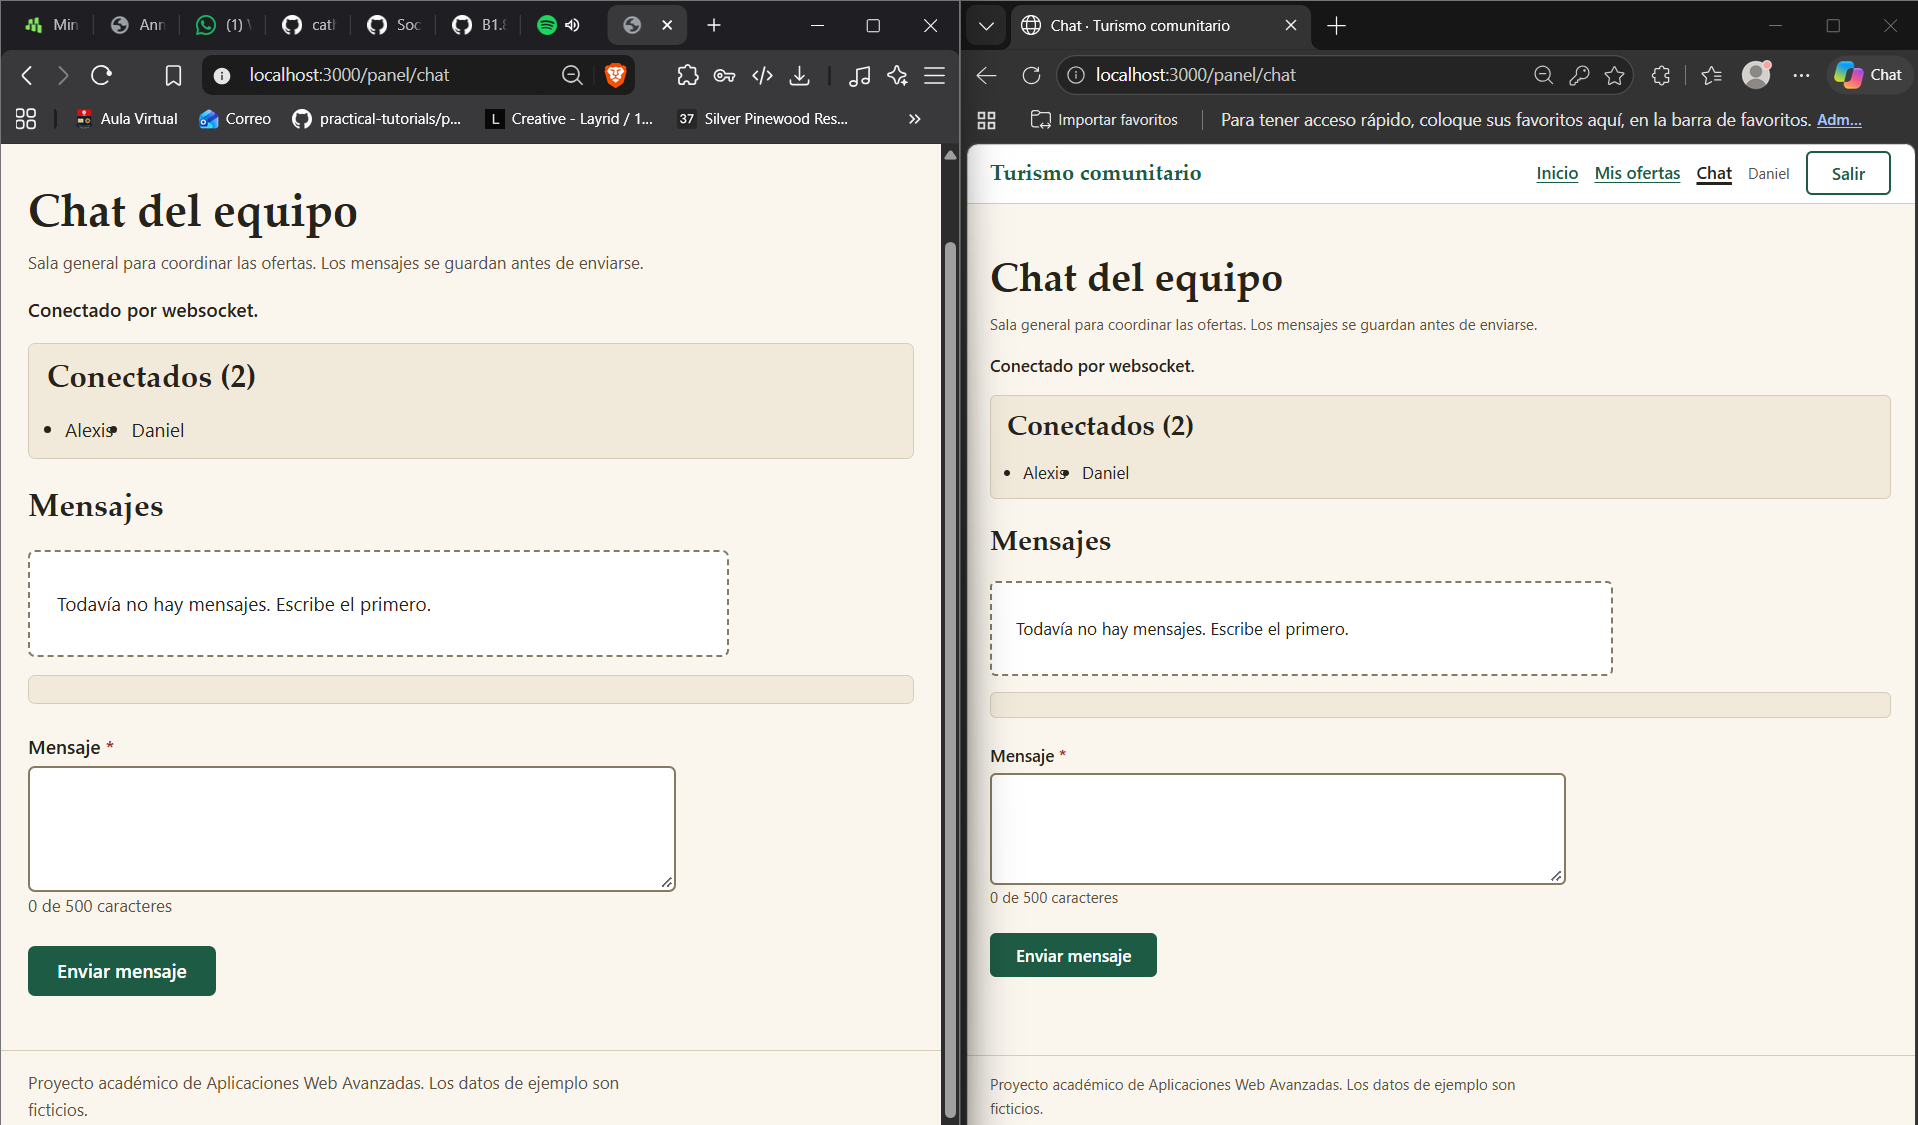 Min
Ann
(1)
cat
Soc
B1.
localhost:3000/panel/chat
Aula Virtual
Correo
practical-tutorials/p...
L
Creative - Layrid / 1...
37
Silver Pinewood Res...
»
Chat del equipo
Sala general para coordinar las ofertas. Los mensajes se guardan antes de enviarse.
Conectado por websocket.
Conectados (2)
• Alexis
• Daniel
Mensajes
Todavía no hay mensajes. Escribe el primero.
Mensaje *
0 de 500 caracteres
Enviar mensaje
Proyecto académico de Aplicaciones Web Avanzadas. Los datos de ejemplo son
ficticios.
Chat · Turismo comunitario
localhost:3000/panel/chat
Chat
Importar favoritos
Para tener acceso rápido, coloque sus favoritos aquí, en la barra de favoritos. Adm...
Turismo comunitario
Inicio
Mis ofertas
Chat
Daniel
Salir
Chat del equipo
Sala general para coordinar las ofertas. Los mensajes se guardan antes de enviarse.
Conectado por websocket.
Conectados (2)
• Alexis
• Daniel
Mensajes
Todavía no hay mensajes. Escribe el primero.
Mensaje *
0 de 500 caracteres
Enviar mensaje
Proyecto académico de Aplicaciones Web Avanzadas. Los datos de ejemplo son
ficticios.